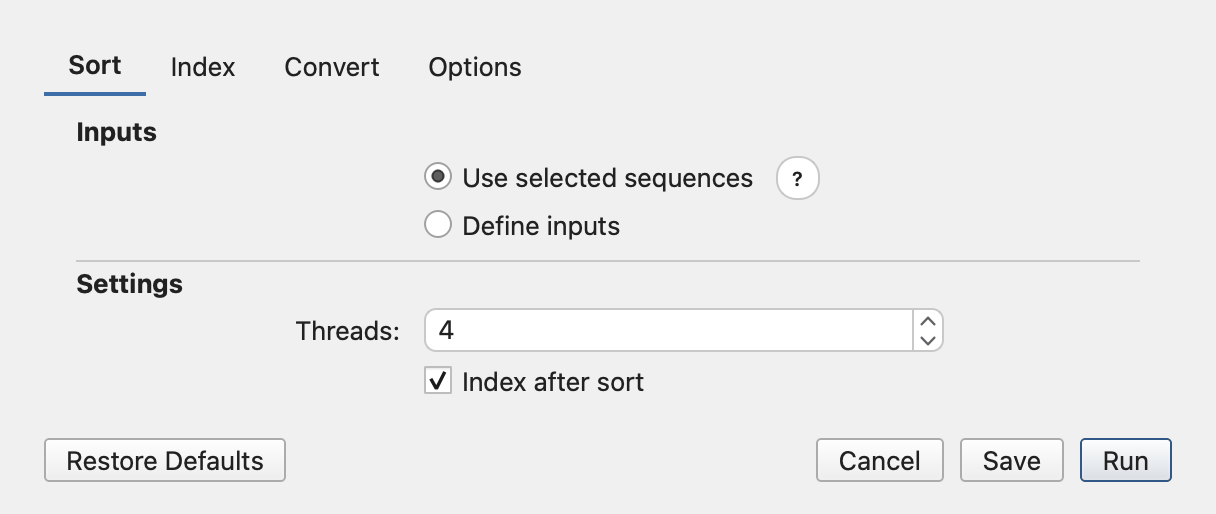 Sort Index Convert Options
Inputs
Use selected sequences ?
Define inputs
Settings
Threads: 4
Index after sort
Restore Defaults Cancel Save Run